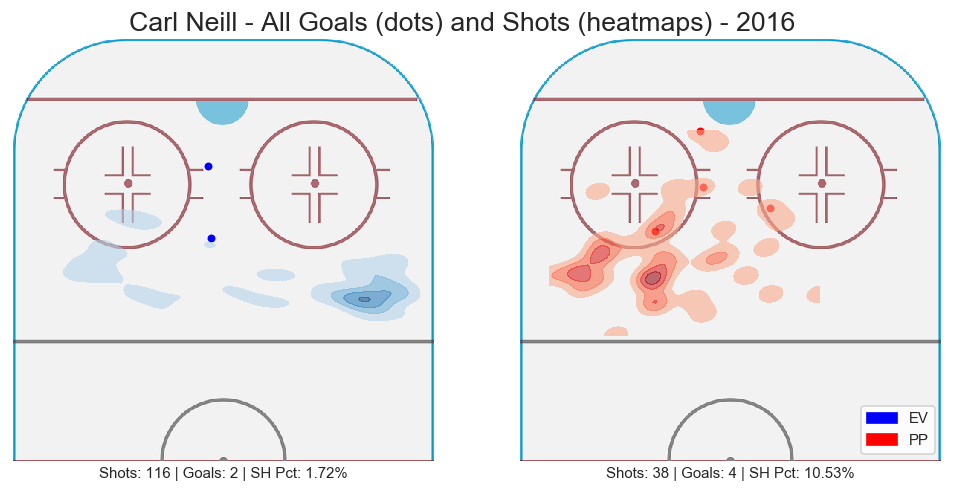 Carl Neill - All Goals (dots) and Shots (heatmaps) - 2016
EV
PP
Shots: 116 | Goals: 2 | SH Pct: 1.72%
Shots: 38 | Goals: 4 | SH Pct: 10.53%